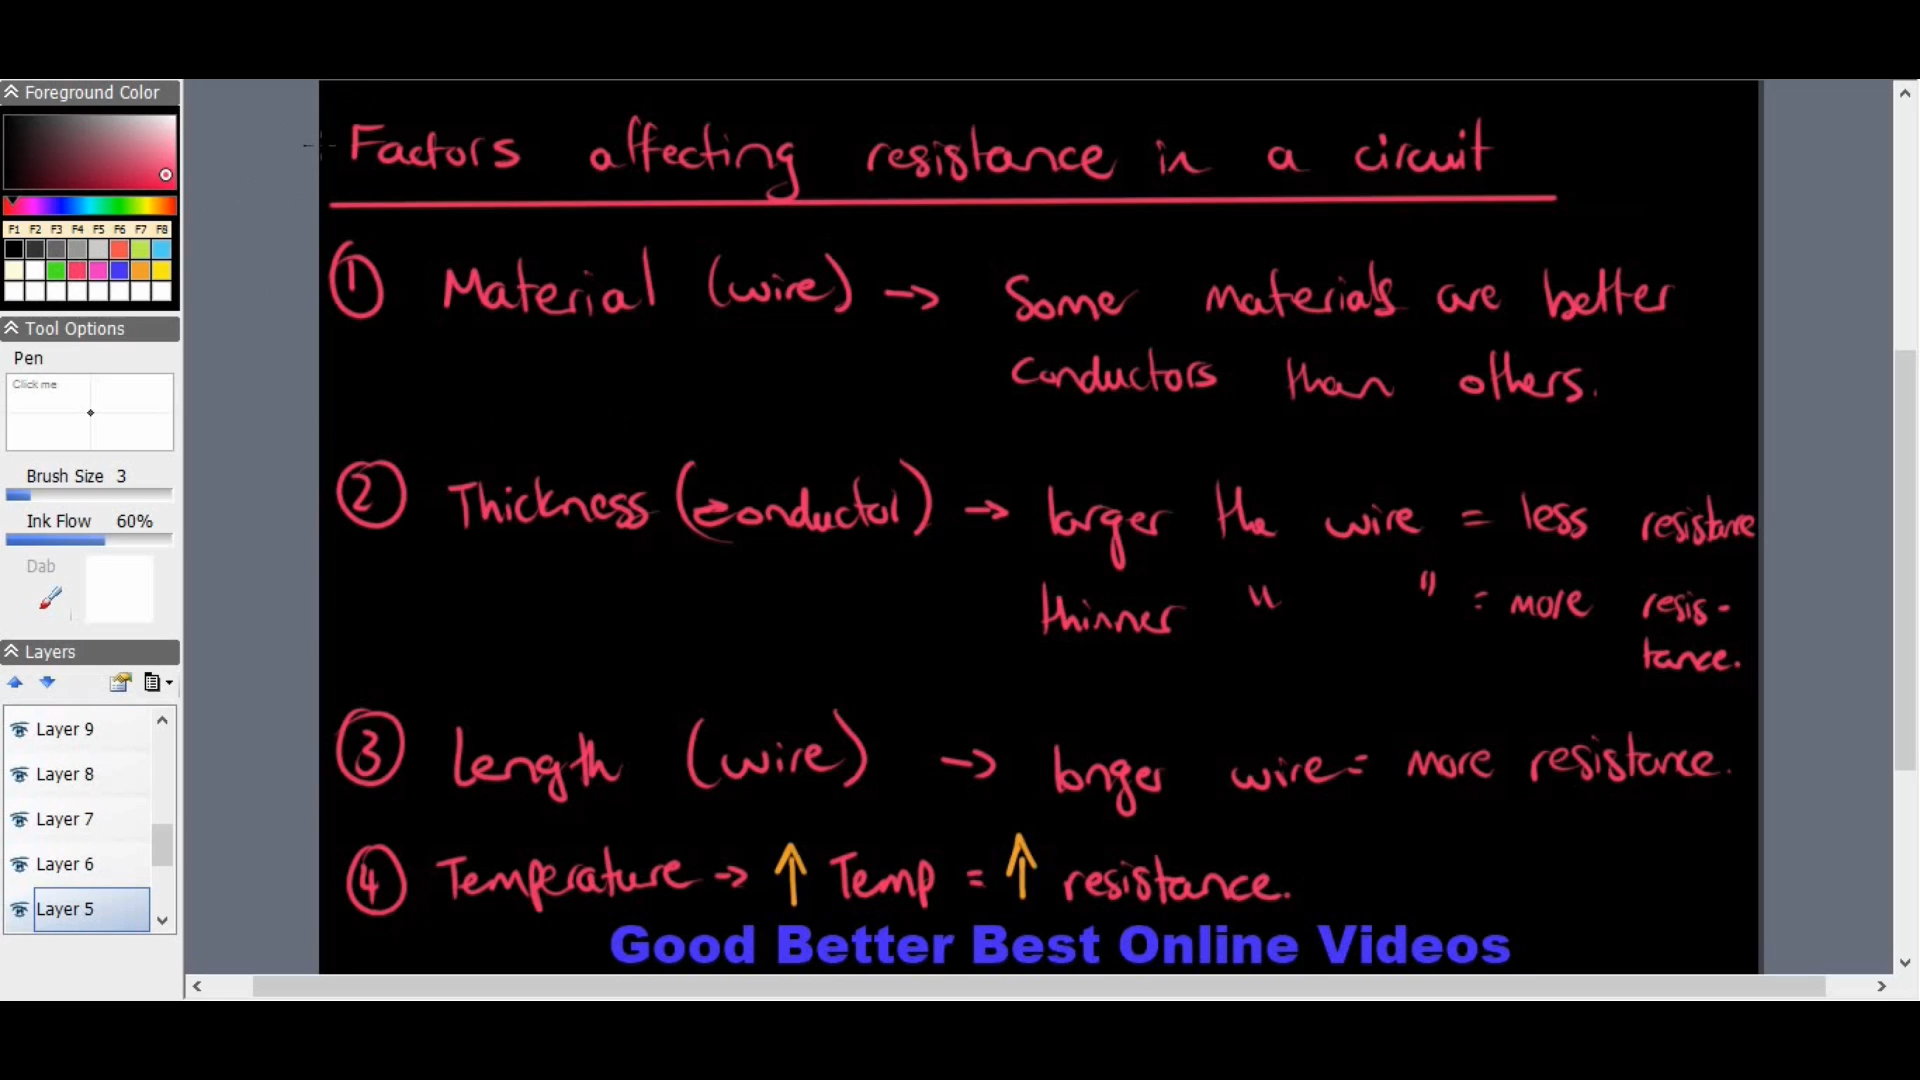 Foreground Color
F1 F2 F3 F4 F5 F6 F7 F8
Tool Options
Pen
Click me
Brush Size 3
Ink Flow 60%
Dab
Layers
Layer 9
Layer 8
Layer 7
Layer 6
Layer 5
Factors affecting resistance in a circuit
① Material (wire) → Some materials are better
conductors than others.
② Thickness (conductor) → larger the wire = less resistance
thinner " " = more resis-
tance.
③ Length (wire) → longer wire = more resistance.
④ Temperature → ↑ Temp = ↑ resistance.
Good Better Best Online Videos